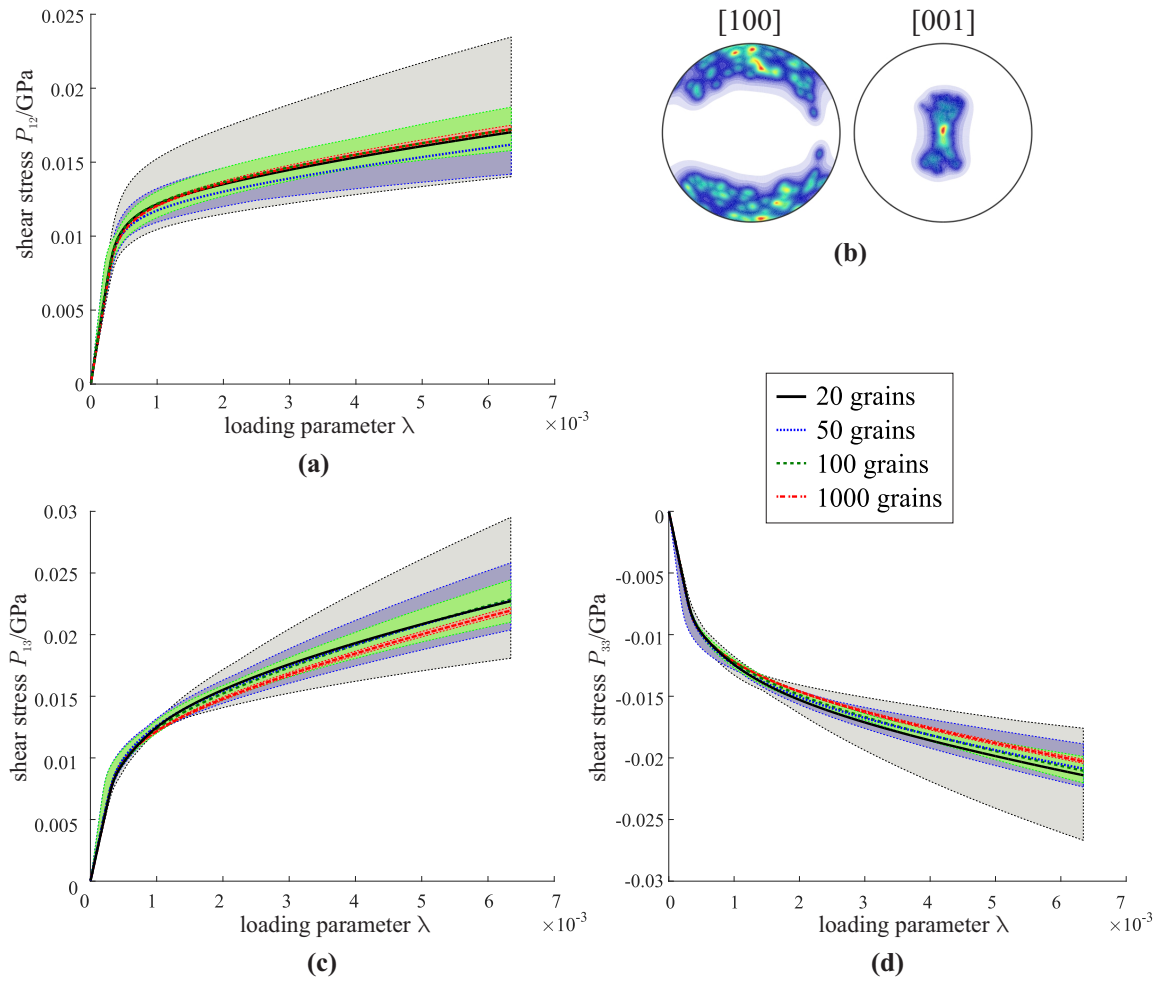 0.025
0.02
0.015
0.01
0.005
0
shear stress P12/GPa
0 1 2 3 4 5 6 7
×10-3
loading parameter λ
(a)
[100] [001]
(b)
20 grains
50 grains
100 grains
1000 grains
0.03
0.025
0.02
0.015
0.01
0.005
0
shear stress P13/GPa
0 1 2 3 4 5 6 7
×10-3
loading parameter λ
(c)
0
-0.005
-0.01
-0.015
-0.02
-0.025
-0.03
shear stress P33/GPa
0 1 2 3 4 5 6 7
×10-3
loading parameter λ
(d)